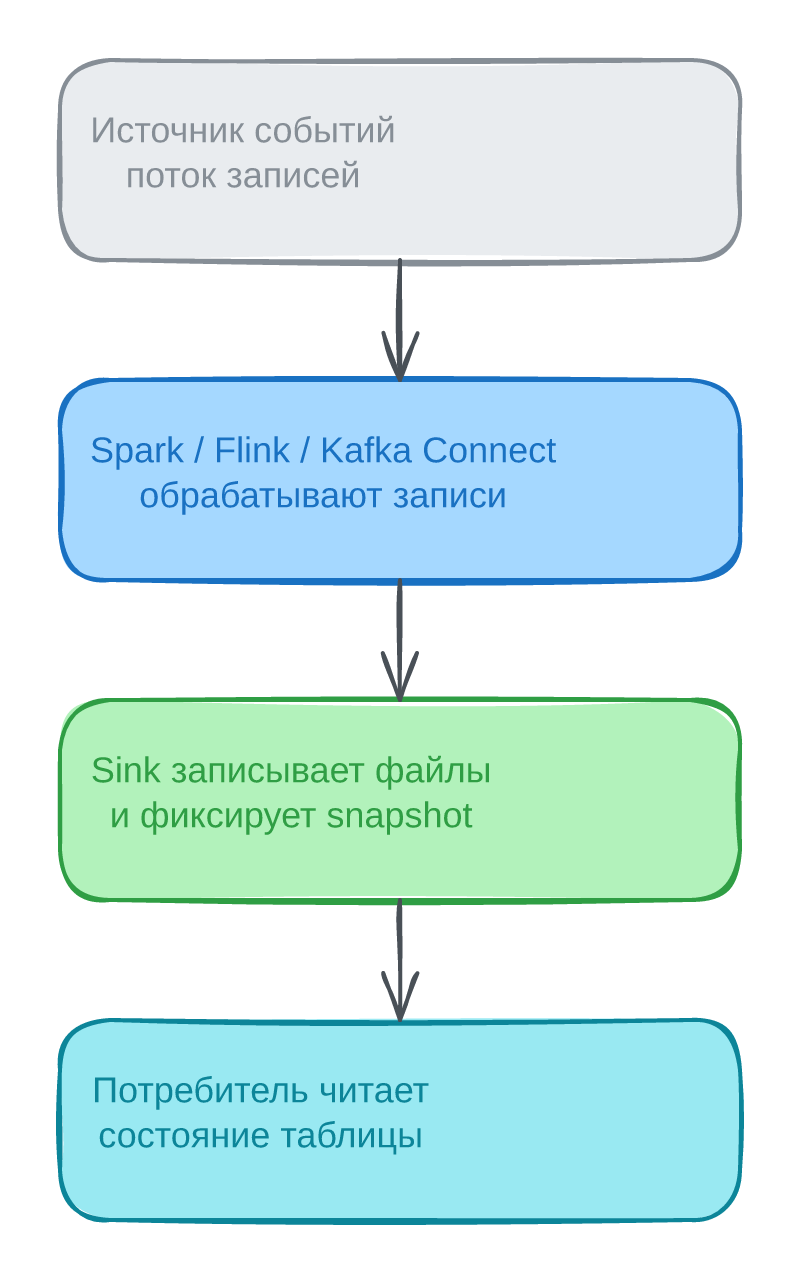 Источник событий
поток записей
Spark / Flink / Kafka Connect
обрабатывают записи
Sink записывает файлы
и фиксирует snapshot
Потребитель читает
состояние таблицы